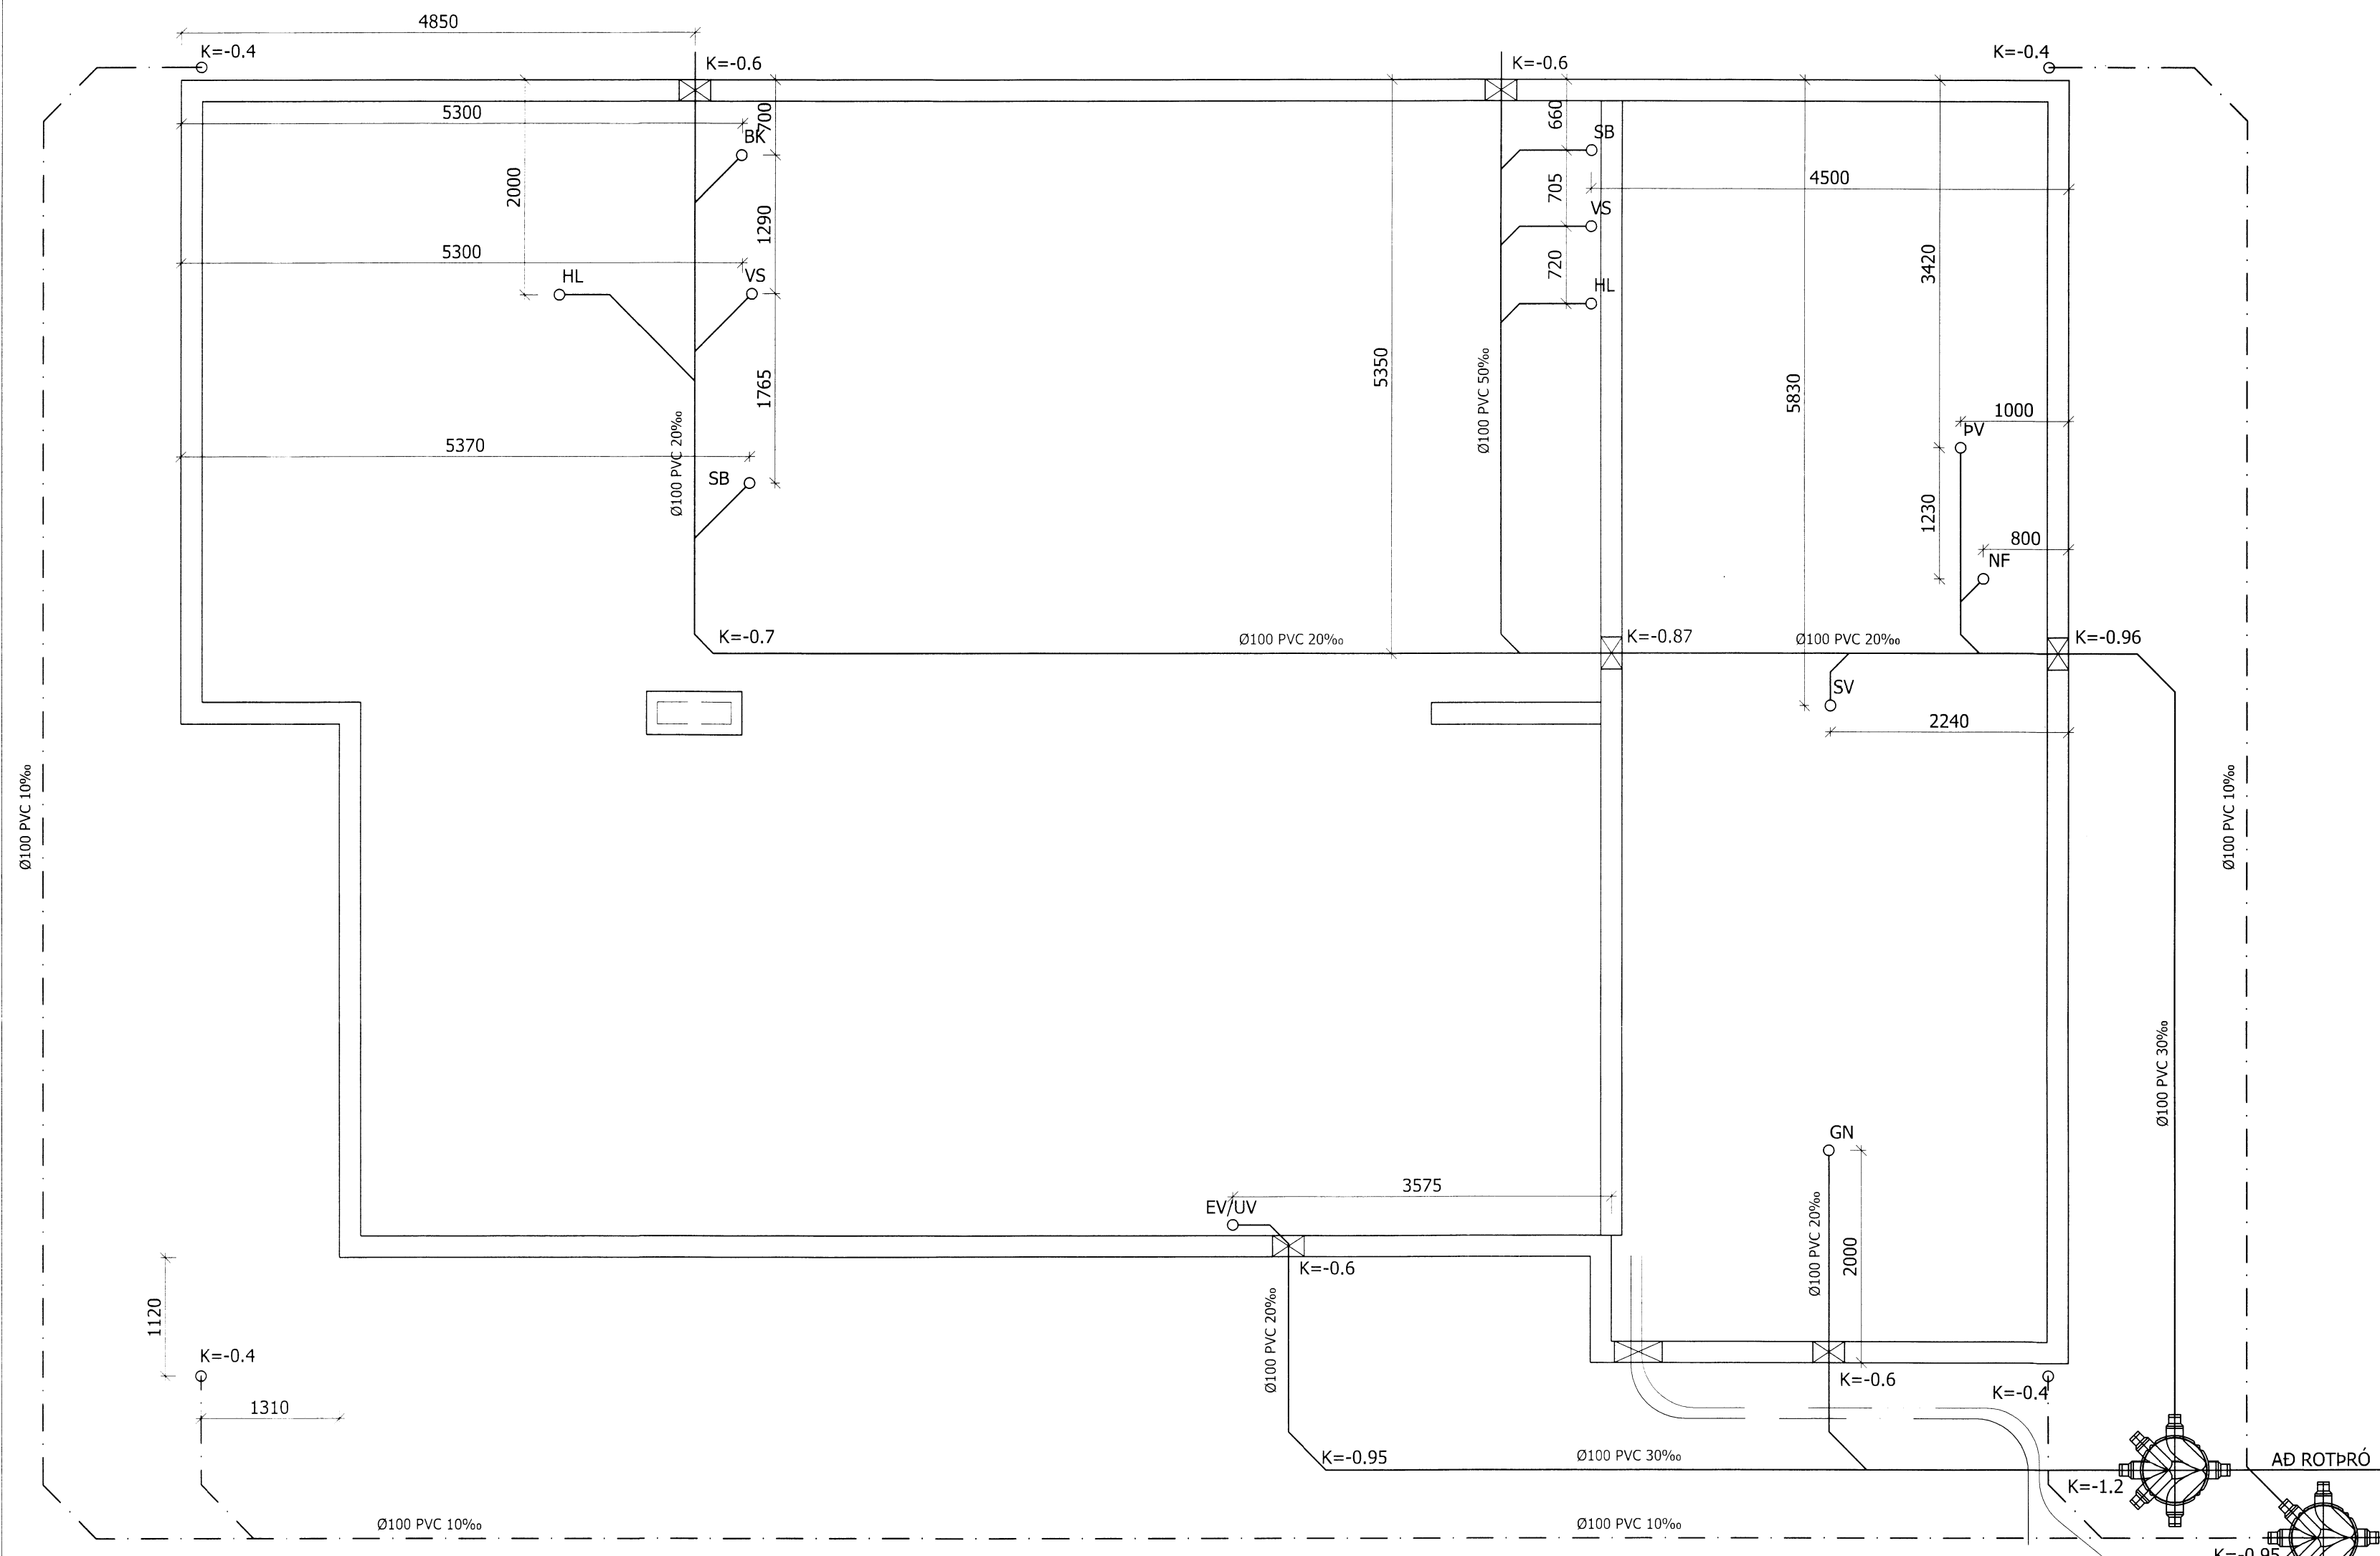 4850
K=-0.4
K=-0.6
K=-0.6
K=-0.4
5300
700
BK
660
SB
2000
705
4500
1290
VS
5300
HL
VS
720
HL
3420
5350
Ø100 PVC 50‰
5830
1765
Ø100 PVC 20‰
1000
ÞV
5370
SB
1230
800
NF
K=-0.7
Ø100 PVC 20‰
K=-0.87
Ø100 PVC 20‰
K=-0.96
SV
2240
Ø100 PVC 10‰
Ø100 PVC 10‰
Ø100 PVC 30‰
GN
3575
EV/UV
Ø100 PVC 20‰
2000
K=-0.6
1120
Ø100 PVC 20‰
K=-0.4
K=-0.6
K=-0.4
1310
K=-0.95
Ø100 PVC 30‰
AÐ ROTÞRÓ
K=-1.2
Ø100 PVC 10‰
Ø100 PVC 10‰
K=-0.95